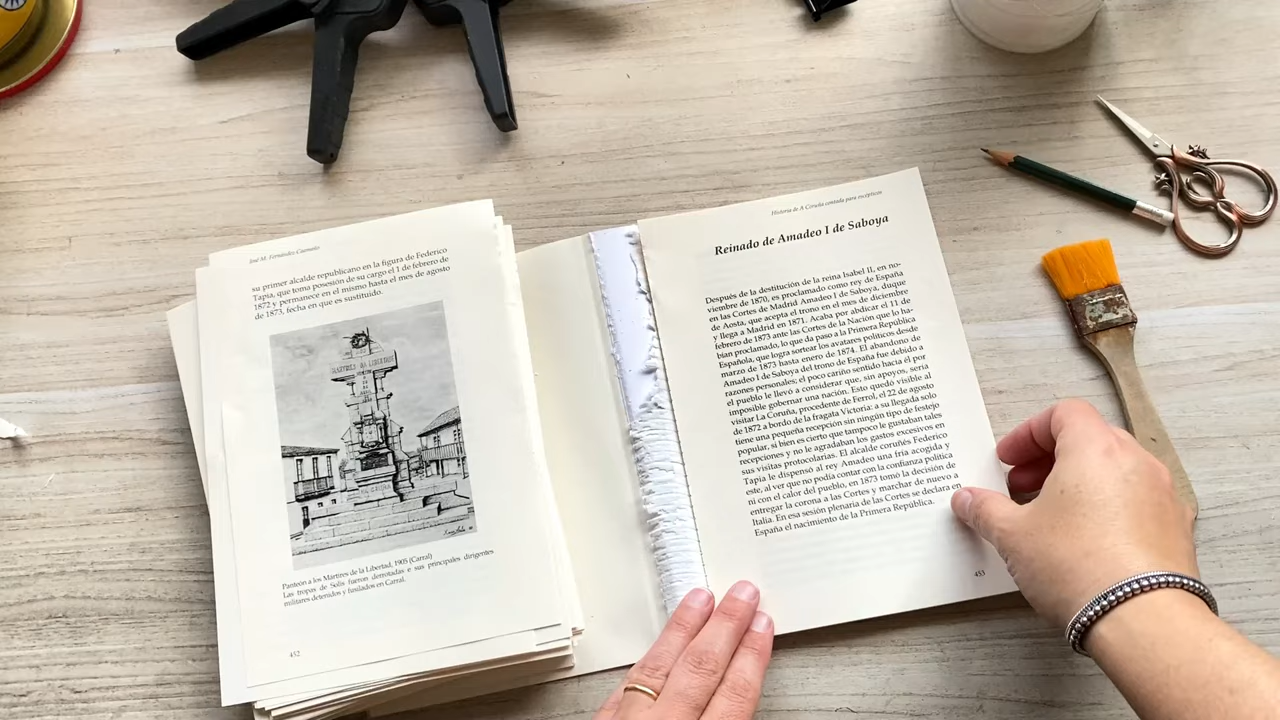 José M. Fernández Caamaño
su primer alcalde republicano en la figura de Federico
Tapia, que toma posesión de su cargo el 1 de febrero de
1872 y permanece en el mismo hasta el mes de agosto
de 1873, fecha en que es sustituido.
MARTIRES DA LIBERTAD
Panteón a los Martires de la Libertad, 1905 (Carral)
Las tropas de Solis fueron derrotadas e sus principales dirigentes
militares detenidos y fusilados en Carral.
452
Historia de A Coruña contada para escépticos
Reinado de Amadeo I de Saboya
Después de la destitución de la reina Isabel II, en no-
viembre de 1870, es proclamado como rey de España
en las Cortes de Madrid Amadeo I de Saboya, duque
de Aosta, que acepta el trono en el mes de diciembre
y llega a Madrid en 1871. Acaba por abdicar el 11 de
febrero de 1873 ante las Cortes de la Nación que lo ha-
bían proclamado, lo que da paso a la Primera República
Española, que logra sortear los avatares políticos desde
marzo de 1873 hasta enero de 1874. El abandono de
Amadeo I de Saboya del trono de España fue debido a
razones personales; el poco cariño sentido hacia él por
el pueblo le llevó a considerar que, sin apoyos, sería
imposible gobernar una nación. Esto quedó visible al
visitar La Coruña, procedente de Ferrol, el 22 de agosto
de 1872 a bordo de la fragata Victoria: a su llegada solo
tiene una pequeña recepción sin ningún tipo de festejo
popular, si bien es cierto que tampoco le gustaban tales
recepciones y no le agradaban los gastos excesivos en
sus visitas protocolarias. El alcalde coruñés Federico
Tapia le dispensó al rey Amadeo una fría acogida y
este, al ver que no podía contar con la confianza política
ni con el calor del pueblo, en 1873 tomó la decisión de
entregar la corona a las Cortes y marchar de nuevo a
Italia. En esa sesión plenaria de las Cortes se declara en
España el nacimiento de la Primera República.
453